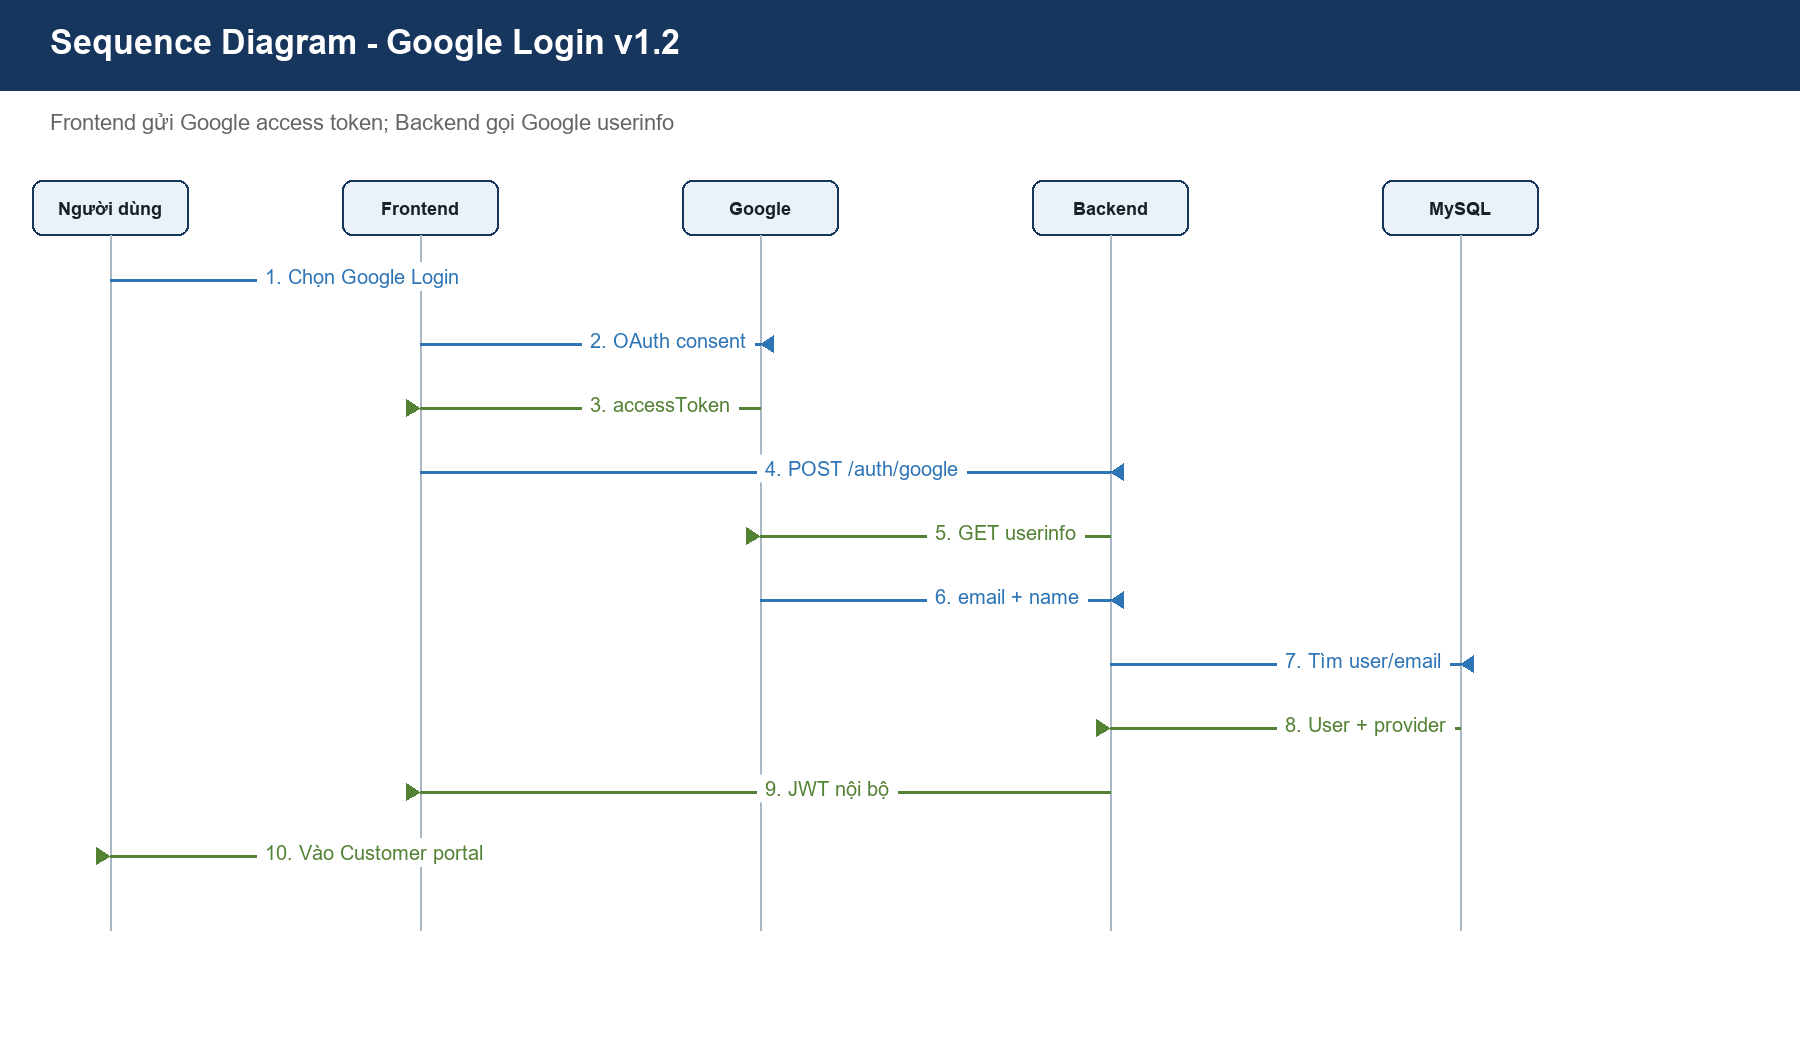 Sequence Diagram - Google Login v1.2
Frontend gửi Google access token; Backend gọi Google userinfo
Người dùng
Frontend
Google
Backend
MySQL
1. Chọn Google Login
2. OAuth consent
3. accessToken
4. POST /auth/google
5. GET userinfo
6. email + name
7. Tìm user/email
8. User + provider
9. JWT nội bộ
10. Vào Customer portal